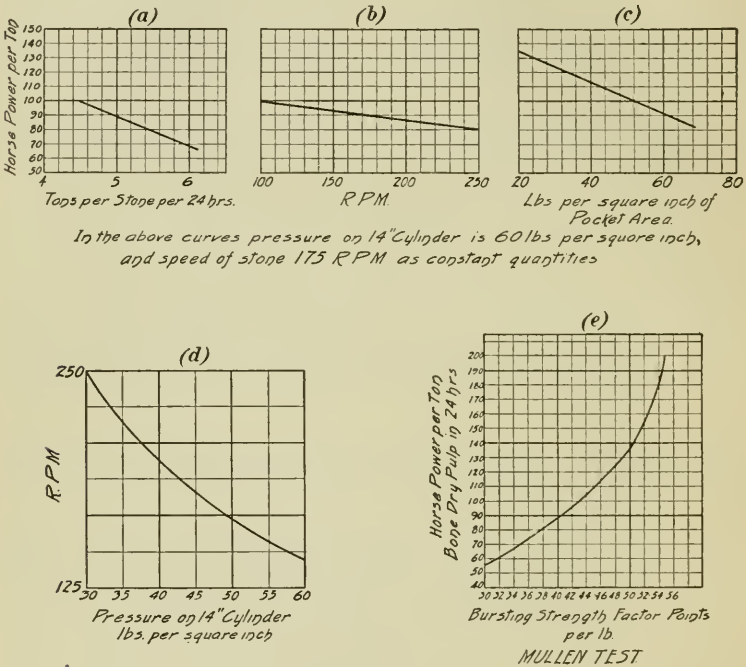 (a)
(b)
(c)
Horse Power per Ton
150
140
130
120
110
100
90
80
70
60
50
4 5 6
100 150 200 250
20 40 60 80
Tons per Stone per 24 hrs.
R.P.M.
Lbs per square inch of
Pocket Area.
In the above curves pressure on 14" Cylinder is 60 lbs per square inch,
and speed of stone 175 R P M as constant quantities
(d)
250
R.P.M
125
30 35 40 45 50 55 60
Pressure on 14" Cylinder
lbs. per square inch
(e)
Horse Power per Ton
Bone Dry Pulp in 24 hrs
200
190
180
170
160
150
140
130
120
110
100
90
80
70
60
50
40
30 32 34 36 38 40 42 44 46 48 50 52 54 56
Bursting Strength Factor Points
per lb.
MULLEN TEST